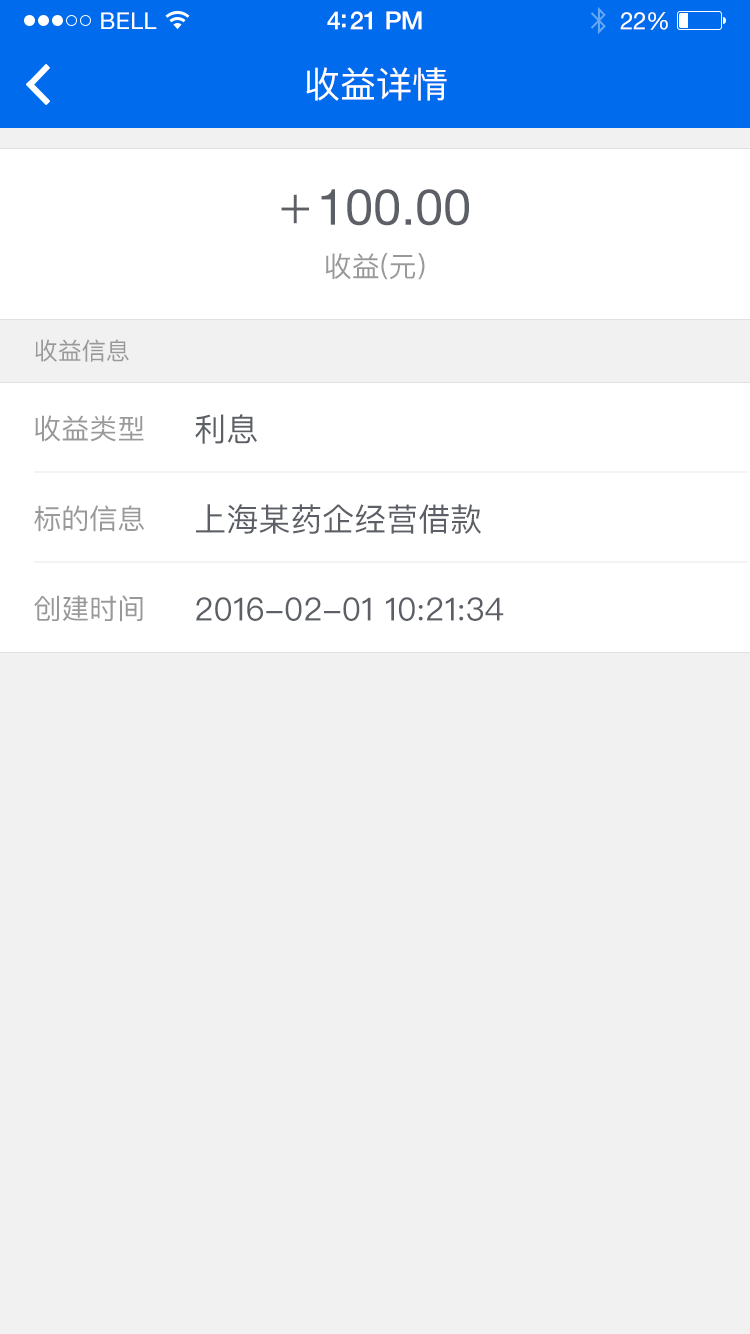 BELL 4:21 PM 22%
收益详情
+100.00
收益(元)
收益信息
收益类型 利息
标的信息 上海某药企经营借款
创建时间 2016-02-01 10:21:34